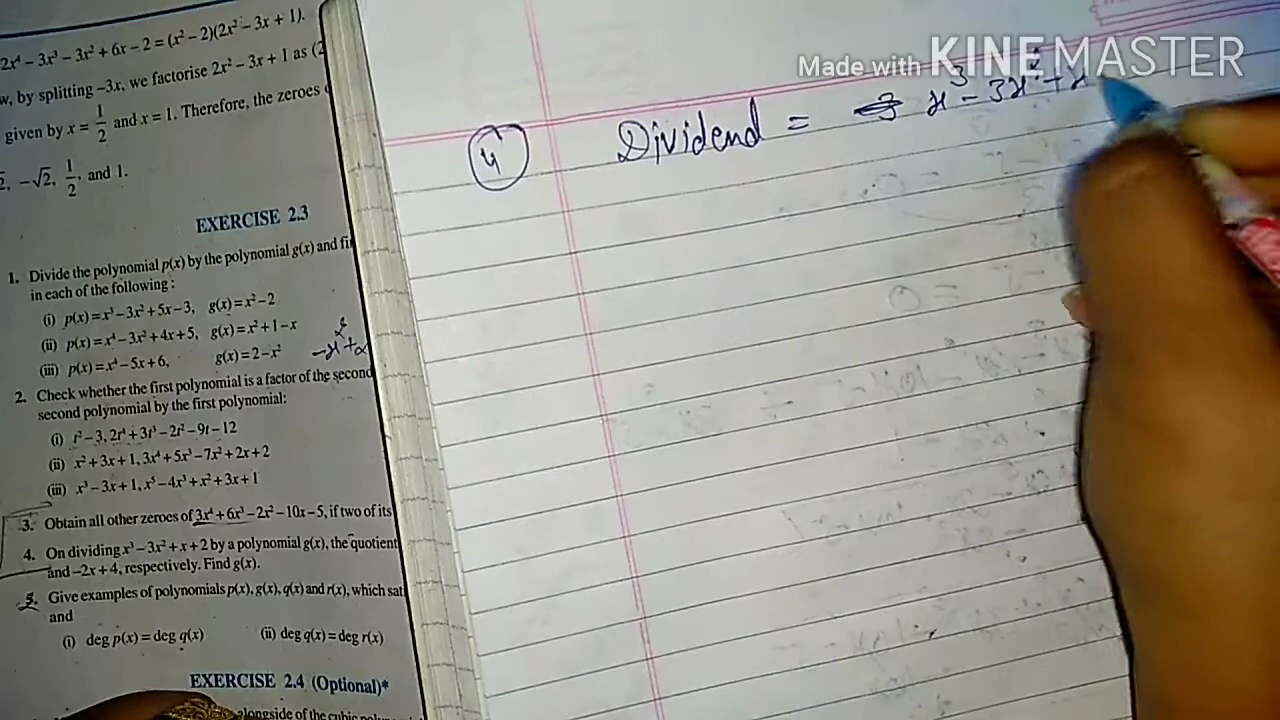 2x⁴ – 3x³ – 3x² + 6x – 2 = (x² – 2)(2x² – 3x + 1).
w, by splitting –3x, we factorise 2x² – 3x + 1 as (2
given by x = 1/2 and x = 1. Therefore, the zeroes
–√2, 1/2, and 1.
EXERCISE 2.3
1. Divide the polynomial p(x) by the polynomial g(x) and fi
in each of the following :
(i) p(x) = x³ – 3x² + 5x – 3, g(x) = x² – 2
(ii) p(x) = x⁴ – 3x² + 4x + 5, g(x) = x² + 1 – x
(iii) p(x) = x⁴ – 5x + 6, g(x) = 2 – x²
2. Check whether the first polynomial is a factor of the second
second polynomial by the first polynomial:
(i) t² – 3, 2t⁴ + 3t³ – 2t² – 9t – 12
(ii) x² + 3x + 1, 3x⁴ + 5x³ – 7x² + 2x + 2
(iii) x³ – 3x + 1, x⁵ – 4x³ + x² + 3x + 1
3. Obtain all other zeroes of 3x⁴ + 6x³ – 2x² – 10x – 5, if two of its
4. On dividing x³ – 3x² + x + 2 by a polynomial g(x), the quotient
and –2x + 4, respectively. Find g(x).
5. Give examples of polynomials p(x), g(x), q(x) and r(x), which sat
and
(i) deg p(x) = deg q(x) (ii) deg q(x) = deg r(x)
EXERCISE 2.4 (Optional)*
alongside of the cubic
Made with KINEMASTER
4 Dividend = x³ - 3x² + x